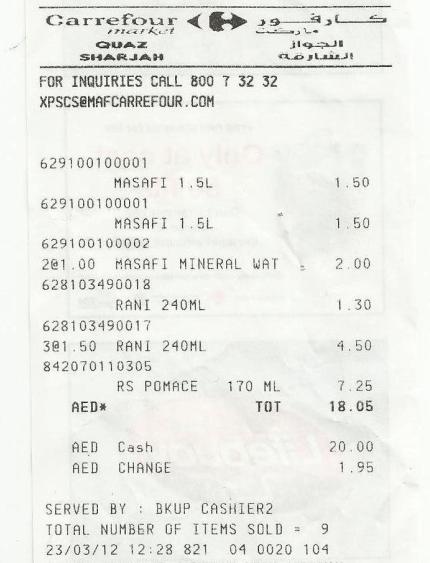 Carrefour كارفور
market ماركت
QUAZ الجواز
SHARJAH الشارقة
FOR INQUIRIES CALL 800 7 32 32
XPSCS@MAFCARREFOUR.COM
629100100001
MASAFI 1.5L 1.50
629100100001
MASAFI 1.5L 1.50
629100100002
2@1.00 MASAFI MINERAL WAT 2.00
628103490018
RANI 240ML 1.30
628103490017
3@1.50 RANI 240ML 4.50
842070110305
RS POMACE 170 ML 7.25
AED* TOT 18.05
AED Cash 20.00
AED CHANGE 1.95
SERVED BY : BKUP CASHIER2
TOTAL NUMBER OF ITEMS SOLD = 9
23/03/12 12:28 821 04 0020 104